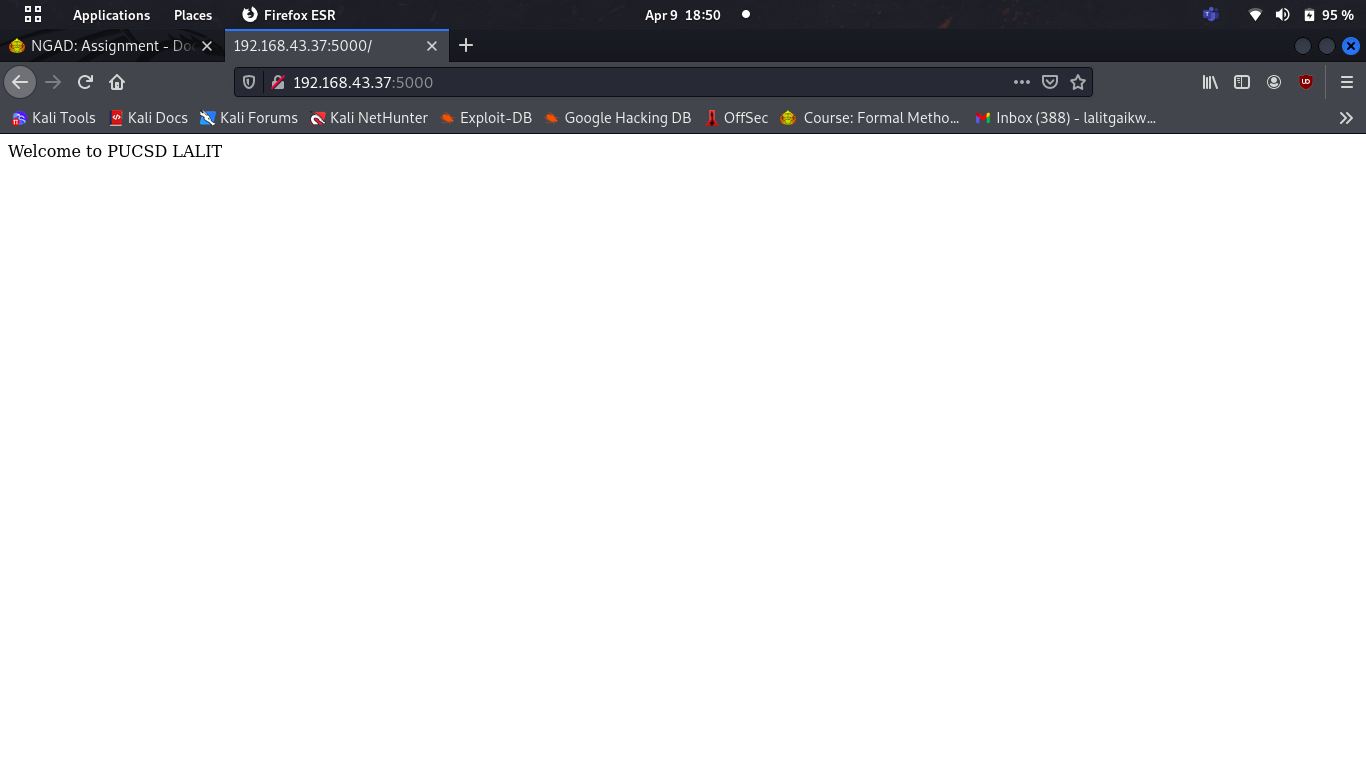 Applications Places Firefox ESR Apr 9 18:50 95 %
NGAD: Assignment - Do 192.168.43.37:5000/
192.168.43.37:5000
Kali Tools Kali Docs Kali Forums Kali NetHunter Exploit-DB Google Hacking DB OffSec Course: Formal Metho... Inbox (388) - lalitgaikw...
Welcome to PUCSD LALIT